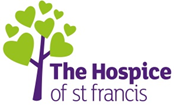 The Hospice
of st francis